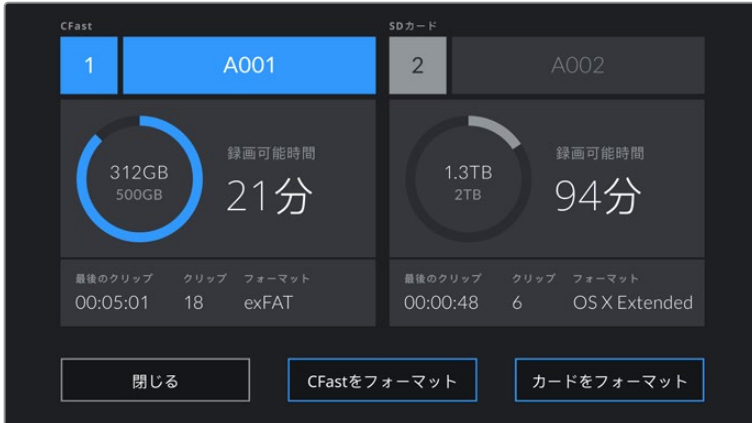 CFast
1
A001
312GB
500GB
録画可能時間
21分
最後のクリップ
クリップ
フォーマット
00:05:01
18
exFAT
SDカード
2
A002
1.3TB
2TB
録画可能時間
94分
最後のクリップ
クリップ
フォーマット
00:00:48
6
OS X Extended
閉じる
CFastをフォーマット
カードをフォーマット